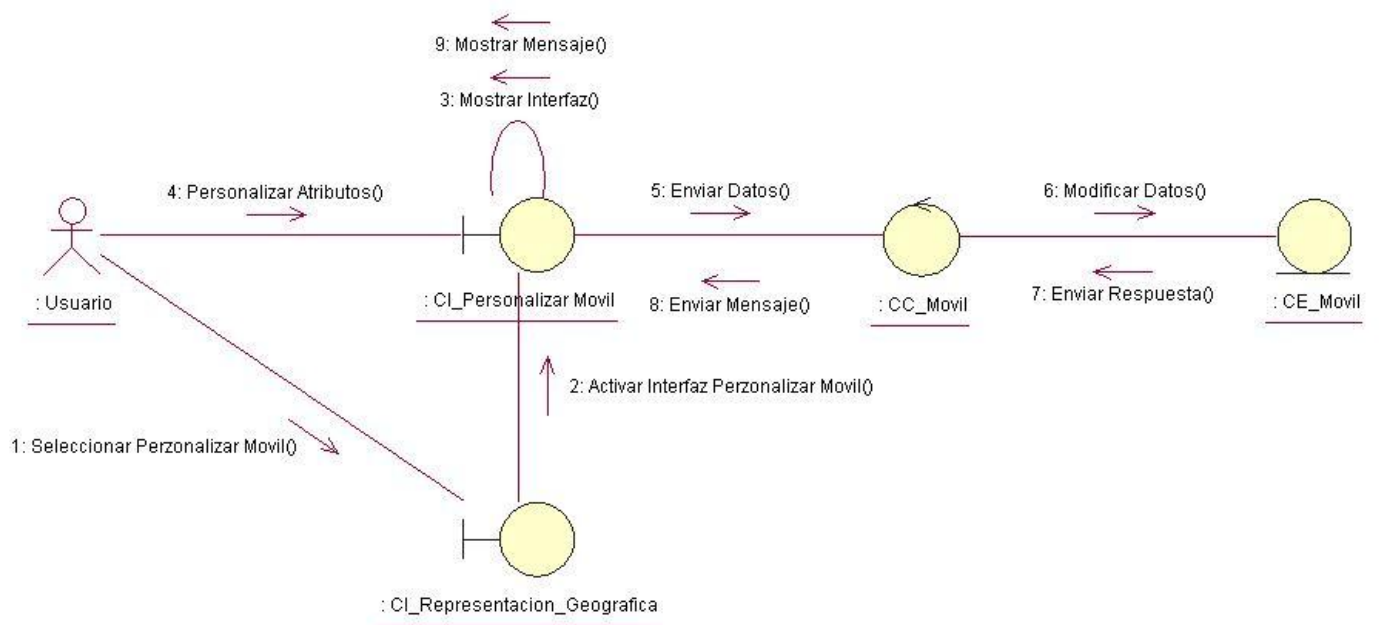 9: Mostrar Mensaje()
3: Mostrar Interfaz()
4: Personalizar Atributos()
5: Enviar Datos()
6: Modificar Datos()
: Usuario
: CI_Personalizar Movil
8: Enviar Mensaje()
: CC_Movil
7: Enviar Respuesta()
: CE_Movil
2: Activar Interfaz Perzonalizar Movil()
1: Seleccionar Perzonalizar Movil()
: CI_Representacion_Geografica